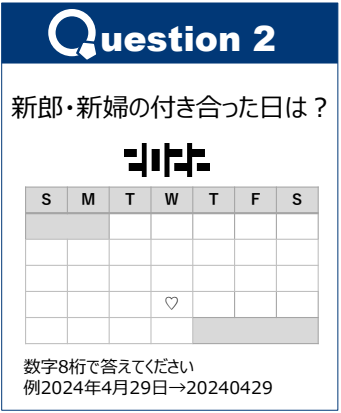 Question 2
新郎・新婦の付き合った日は？
S M T W T F S
♡
数字8桁で答えてください
例2024年4月29日→20240429